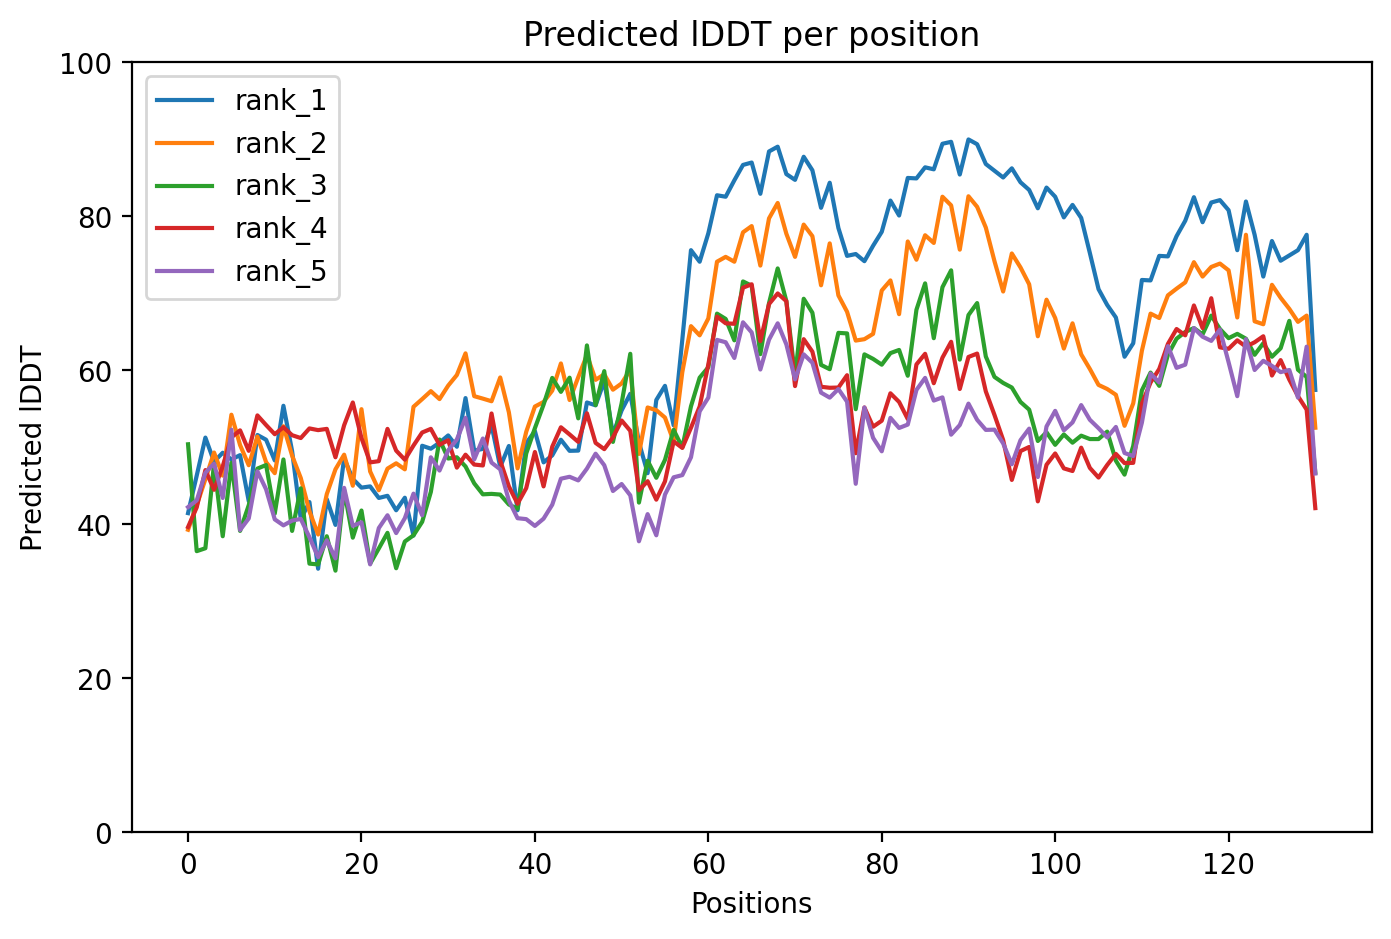 Predicted lDDT per position
100
80
60
40
20
0
Predicted lDDT
rank_1
rank_2
rank_3
rank_4
rank_5
0 20 40 60 80 100 120
Positions